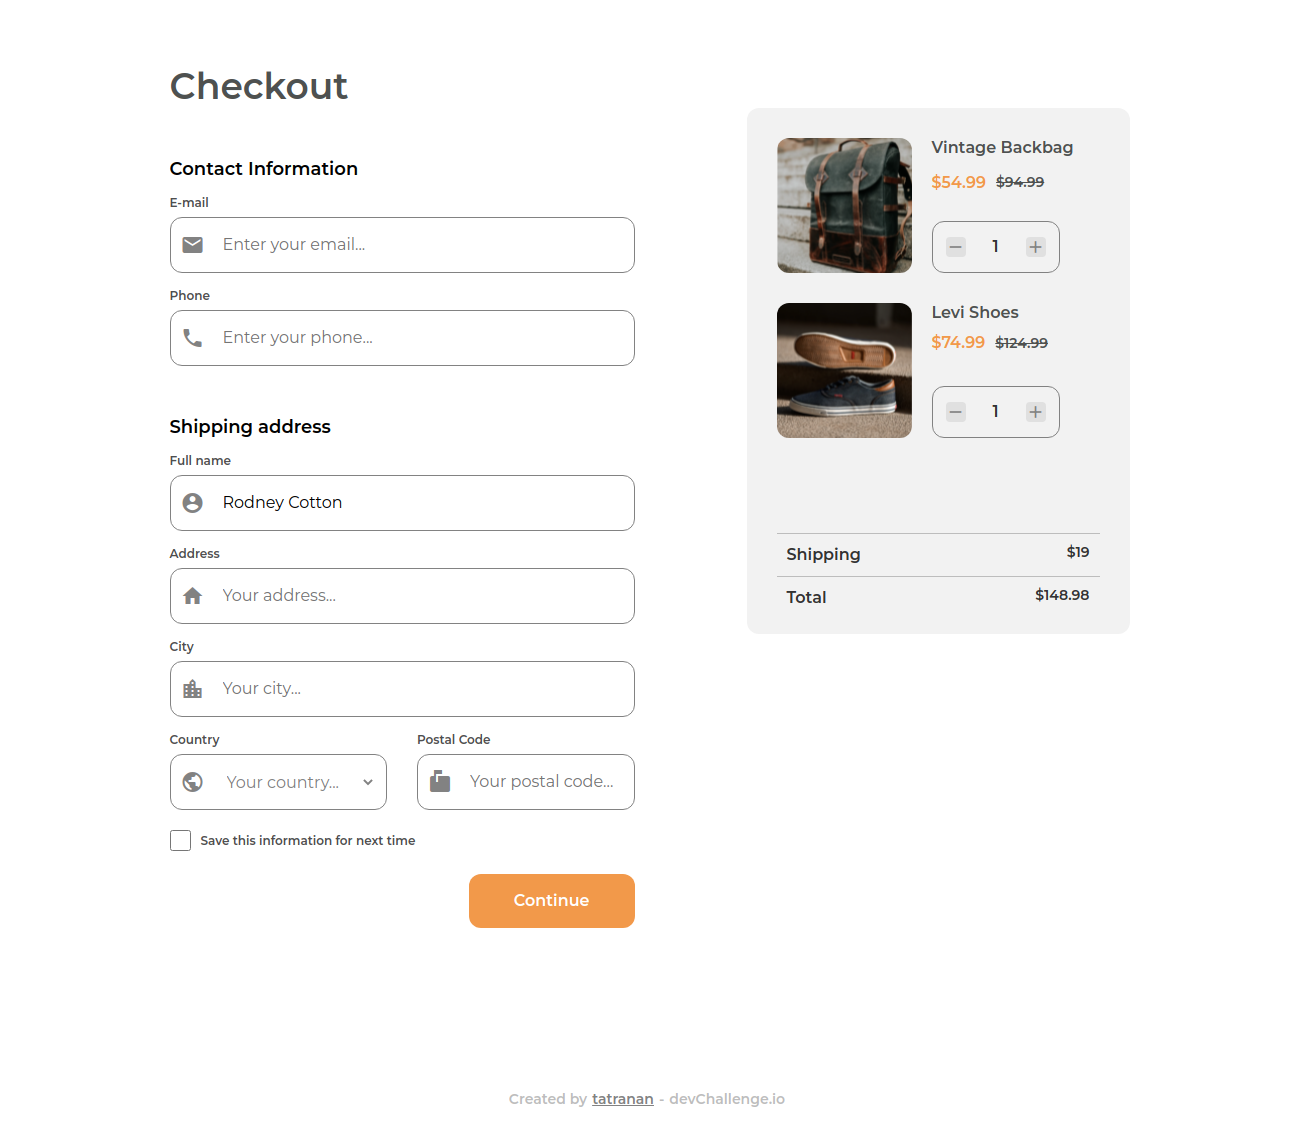 Checkout
Contact Information
E-mail
Enter your email...
Phone
Enter your phone...
Shipping address
Full name
Rodney Cotton
Address
Your address...
City
Your city...
Country
Your country...
Postal Code
Your postal code...
Save this information for next time
Continue
Vintage Backbag
$54.99 $94.99
1
Levi Shoes
$74.99 $124.99
1
Shipping $19
Total $148.98
Created by tatranan - devChallenge.io